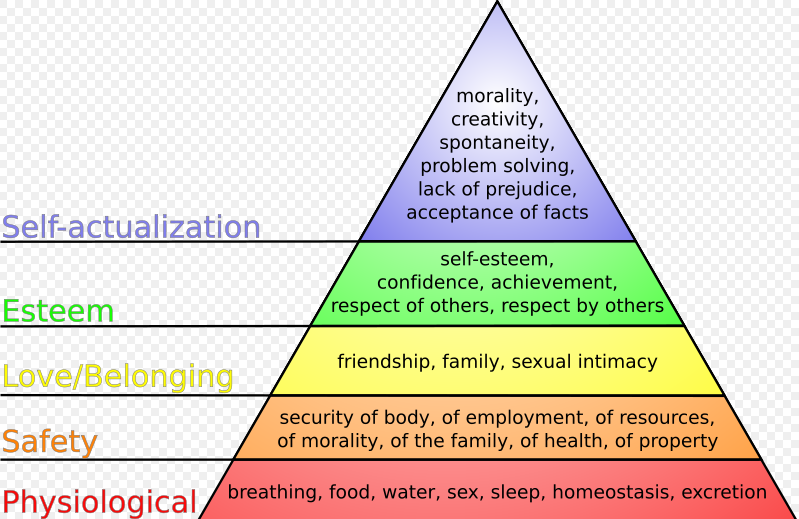 morality,
creativity,
spontaneity,
problem solving,
lack of prejudice,
acceptance of facts
Self-actualization
self-esteem,
confidence, achievement,
respect of others, respect by others
Esteem
friendship, family, sexual intimacy
Love/Belonging
security of body, of employment, of resources,
of morality, of the family, of health, of property
Safety
breathing, food, water, sex, sleep, homeostasis, excretion
Physiological